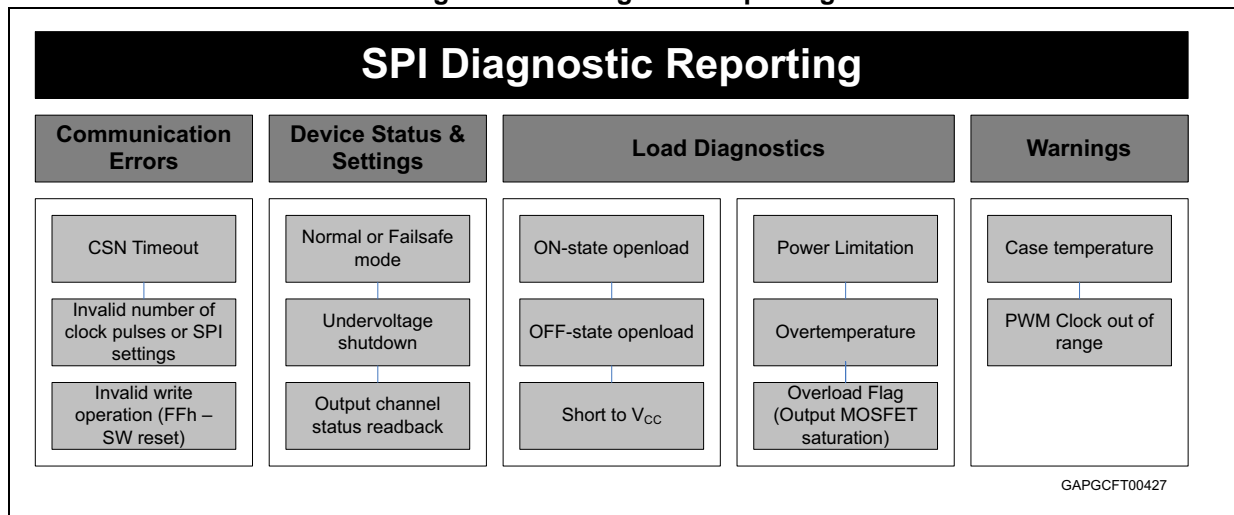 SPI Diagnostic Reporting
Communication
Errors
Device Status &
Settings
Load Diagnostics
Warnings
CSN Timeout
Invalid number of
clock pulses or SPI
settings
Invalid write
operation (FFh –
SW reset)
Normal or Failsafe
mode
Undervoltage
shutdown
Output channel
status readback
ON-state openload
OFF-state openload
Short to VCC
Power Limitation
Overtemperature
Overload Flag
(Output MOSFET
saturation)
Case temperature
PWM Clock out of
range
GAPGCFT00427